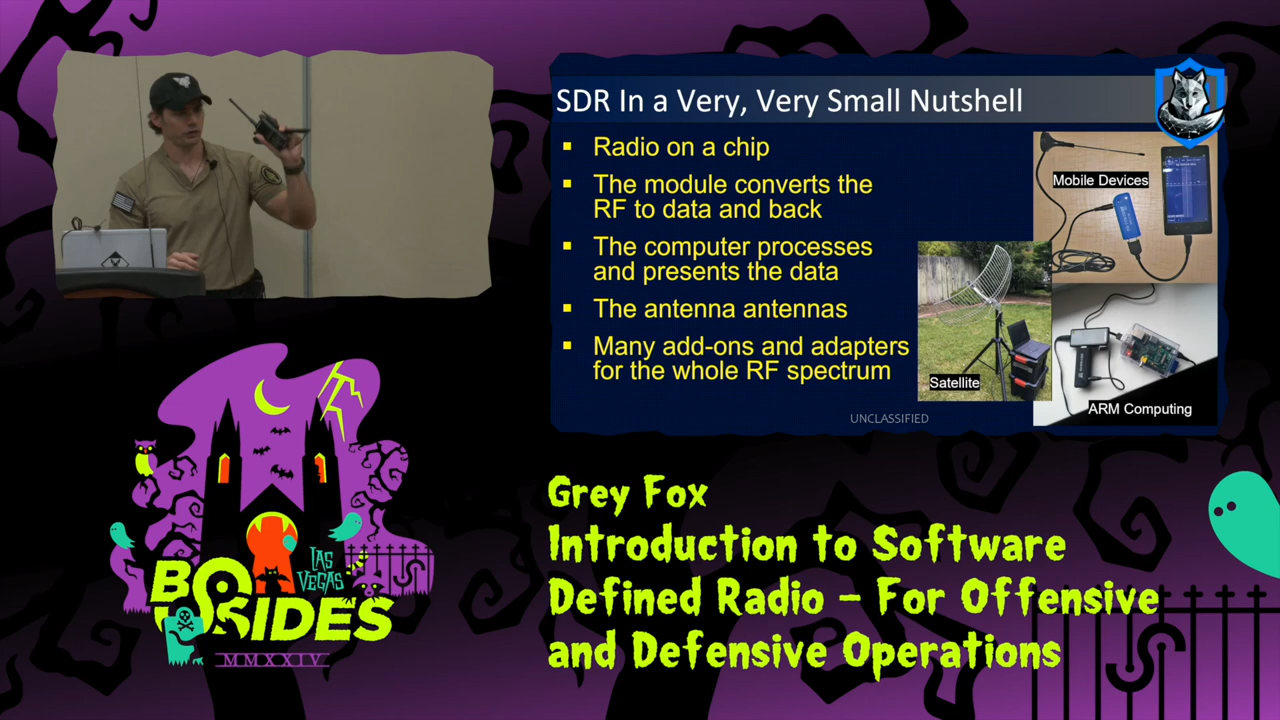 SDR In a Very, Very Small Nutshell
Radio on a chip
The module converts the
RF to data and back
The computer processes
and presents the data
The antenna antennas
Many add-ons and adapters
for the whole RF spectrum
Mobile Devices
Satellite
ARM Computing
UNCLASSIFIED
BSIDES
LAS
VEGAS
MMXXIV
Grey Fox
Introduction to Software
Defined Radio – For Offensive
and Defensive Operations